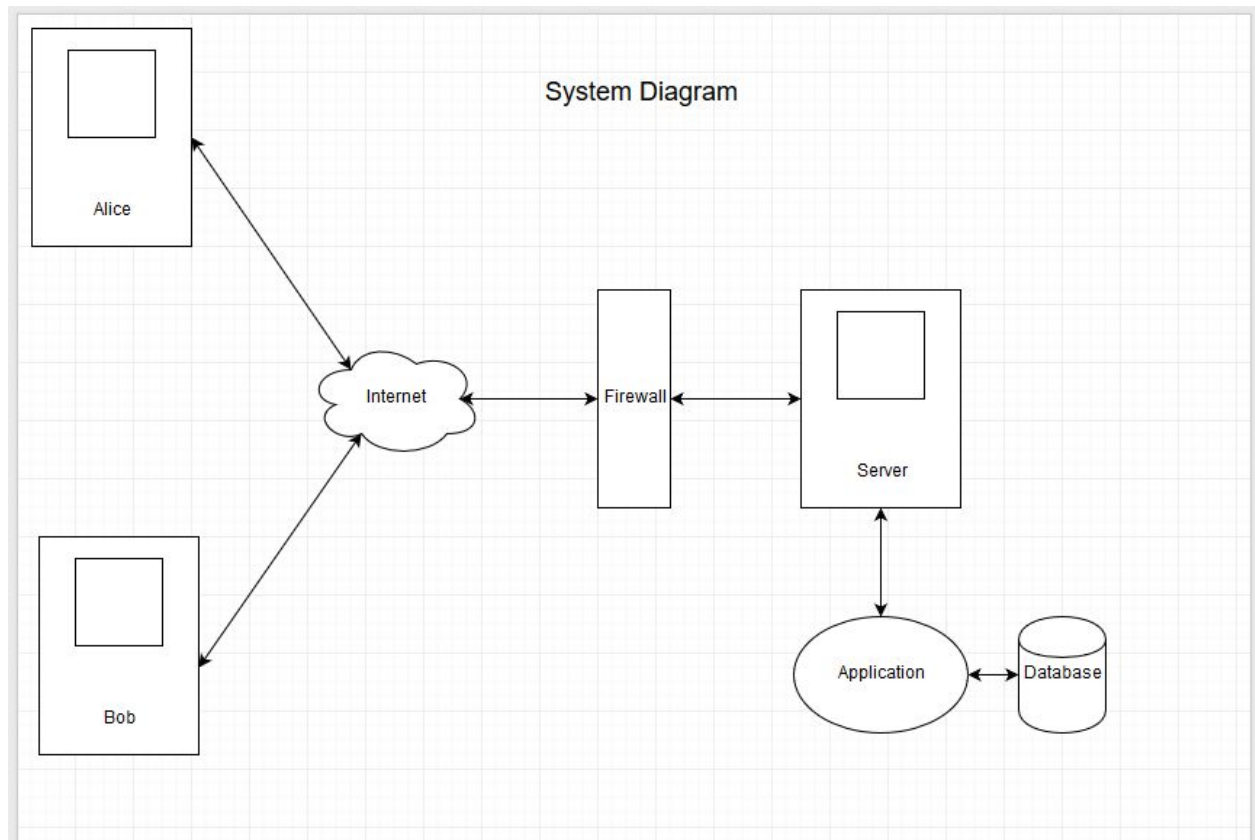 System Diagram
Alice
Internet
Firewall
Server
Bob
Application
Database